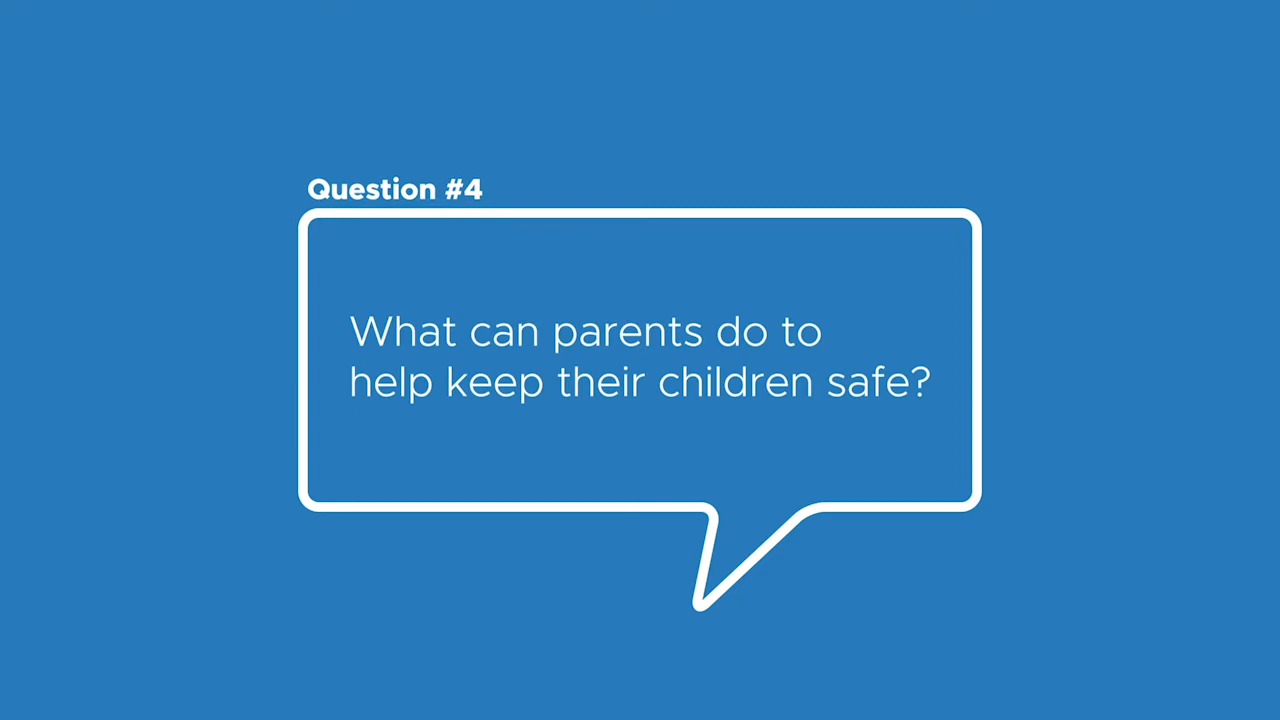 Question #4
What can parents do to
help keep their children safe?